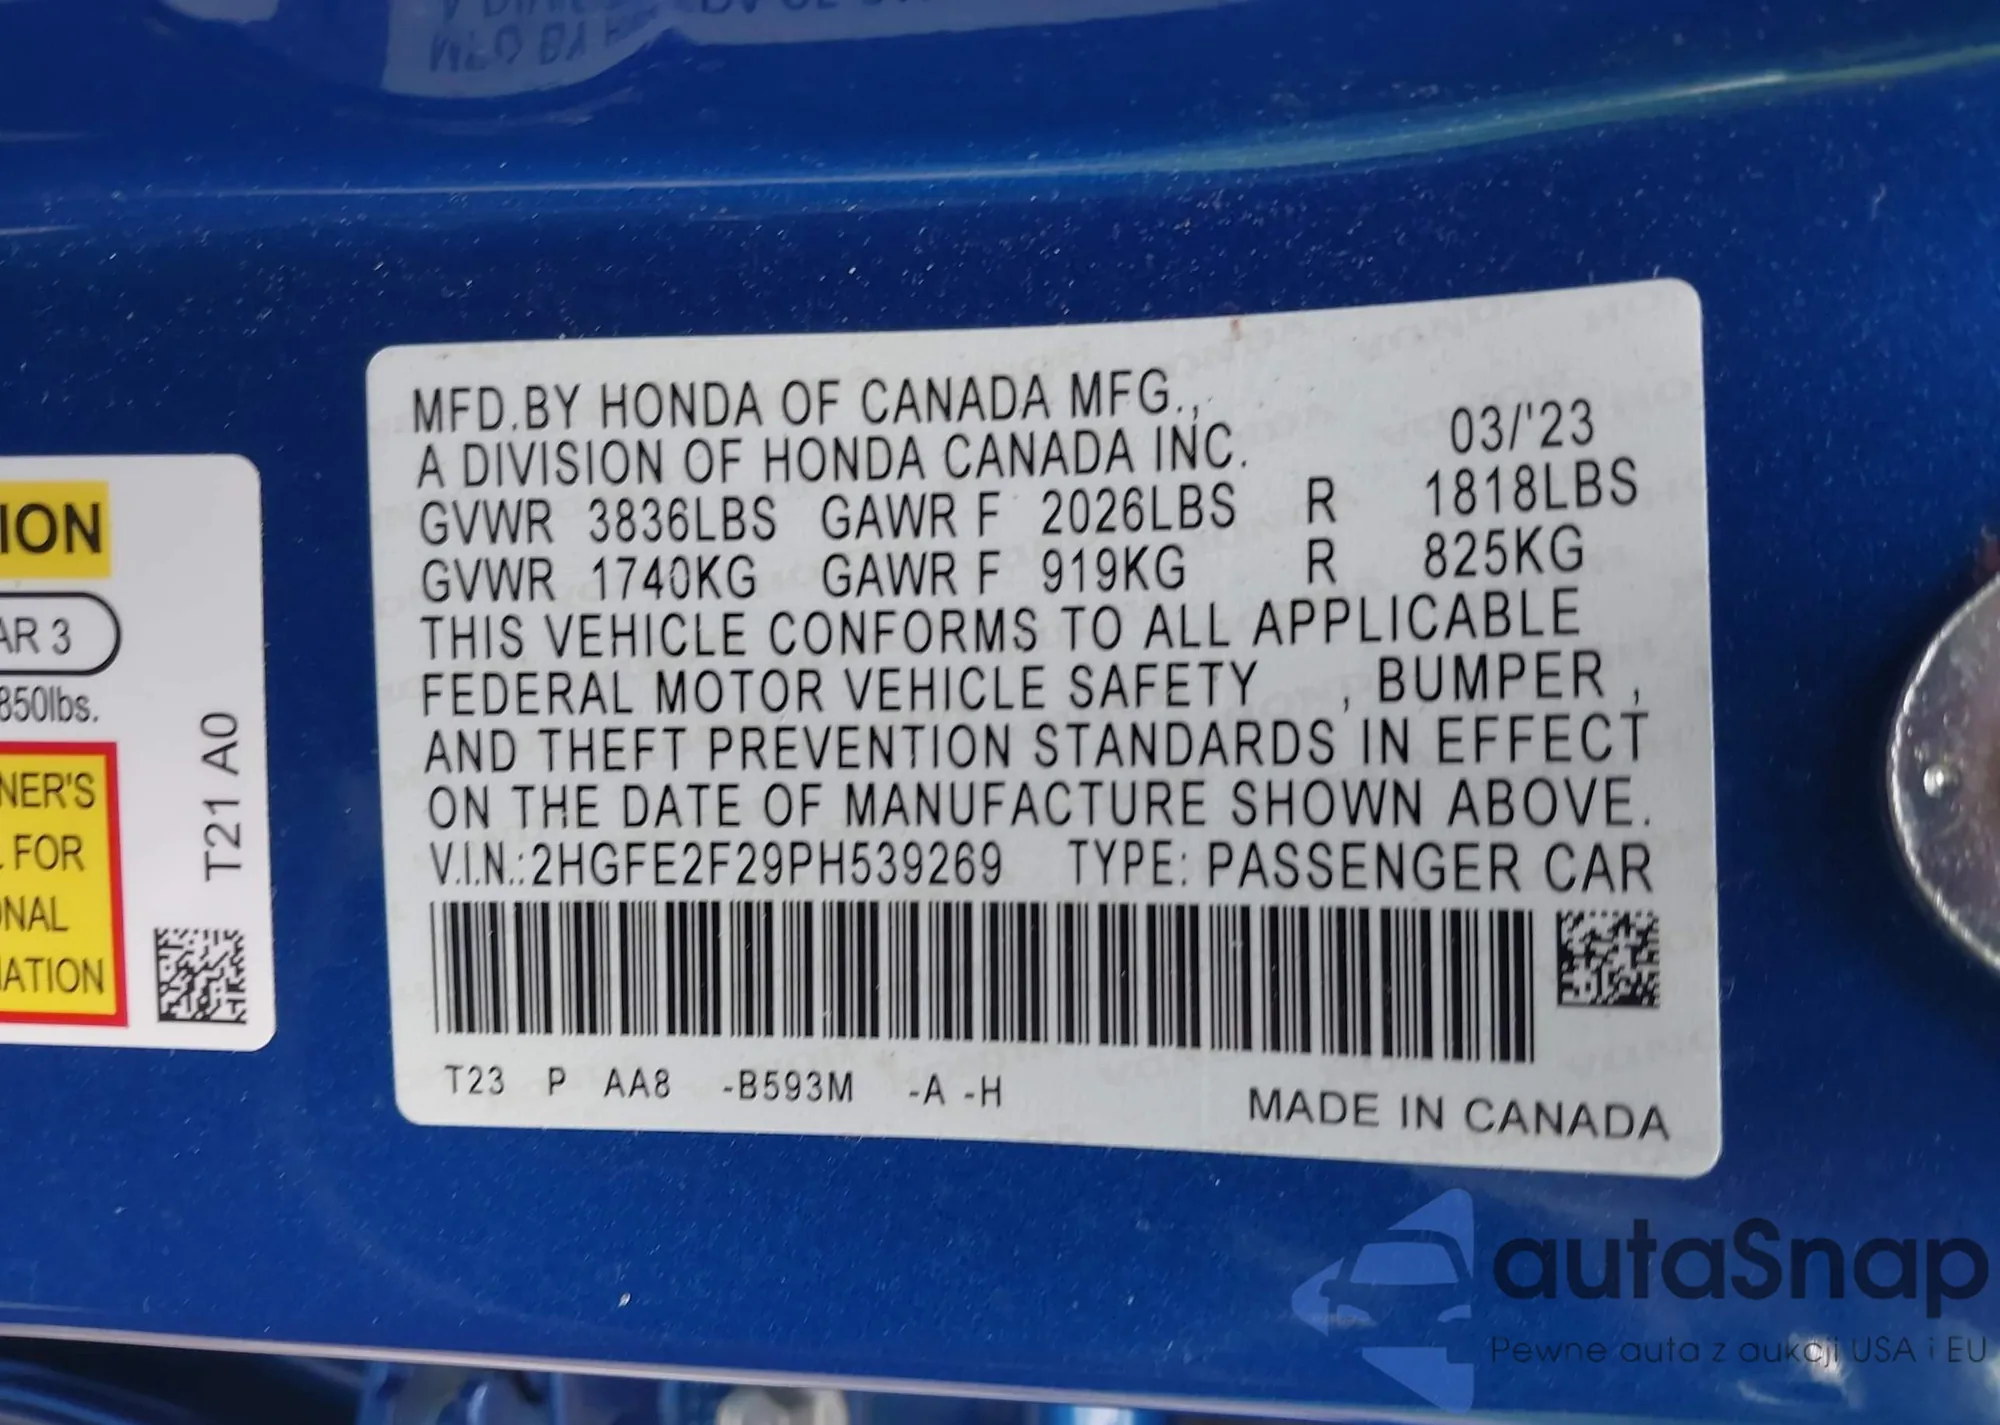 MFD.BY HONDA OF CANADA MFG.,
A DIVISION OF HONDA CANADA INC. 03/'23
GVWR 3836LBS GAWR F 2026LBS R 1818LBS
GVWR 1740KG GAWR F 919KG R 825KG
THIS VEHICLE CONFORMS TO ALL APPLICABLE
FEDERAL MOTOR VEHICLE SAFETY , BUMPER ,
AND THEFT PREVENTION STANDARDS IN EFFECT
ON THE DATE OF MANUFACTURE SHOWN ABOVE.
V.I.N.:2HGFE2F29PH539269 TYPE: PASSENGER CAR
T23 P AA8 -B593M -A -H
MADE IN CANADA
ION
AR 3
850lbs.
NER'S
FOR
ONAL
MATION
T21 A0
autaSnap
Pewne auta z aukcji USA i EU